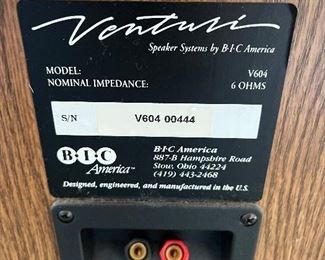 Venturi
Speaker Systems by B·I·C America
MODEL: V604
NOMINAL IMPEDANCE: 6 OHMS
S/N V604 00444
B·I·C
America™
B·I·C America
887-B Hampshire Road
Stow, Ohio 44224
(419) 443-2468
Designed, engineered, and manufactured in the U.S.